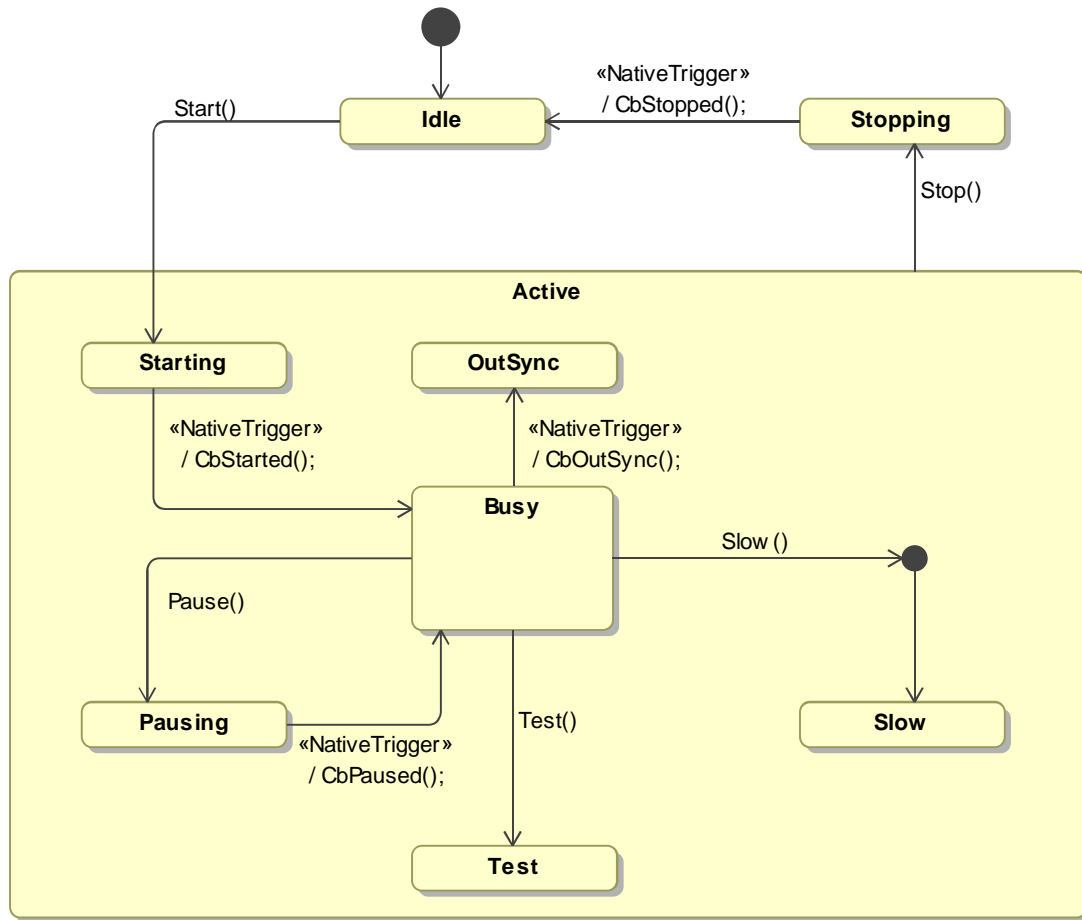 «NativeTrigger»
/ CbStopped();
Start()
Idle
Stopping
Stop()
Active
Starting
OutSync
«NativeTrigger»
/ CbStarted();
«NativeTrigger»
/ CbOutSync();
Busy
Slow ()
Pause()
Pausing
«NativeTrigger»
/ CbPaused();
Test()
Slow
Test